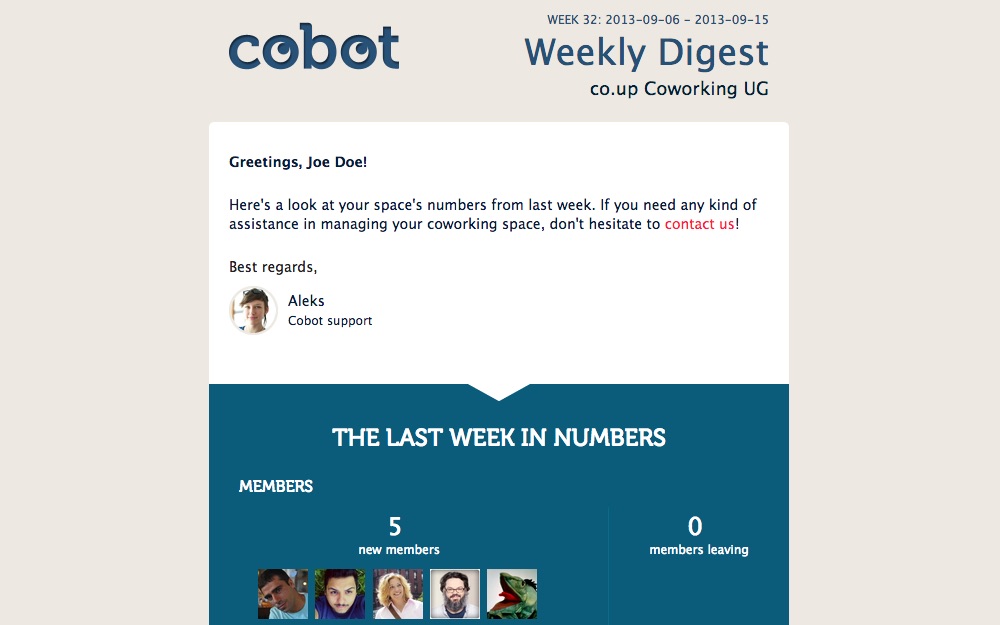 cobot
WEEK 32: 2013-09-06 - 2013-09-15
Weekly Digest
co.up Coworking UG
Greetings, Joe Doe!
Here's a look at your space's numbers from last week. If you need any kind of
assistance in managing your coworking space, don't hesitate to contact us!
Best regards,
Aleks
Cobot support
THE LAST WEEK IN NUMBERS
MEMBERS
5
new members
0
members leaving